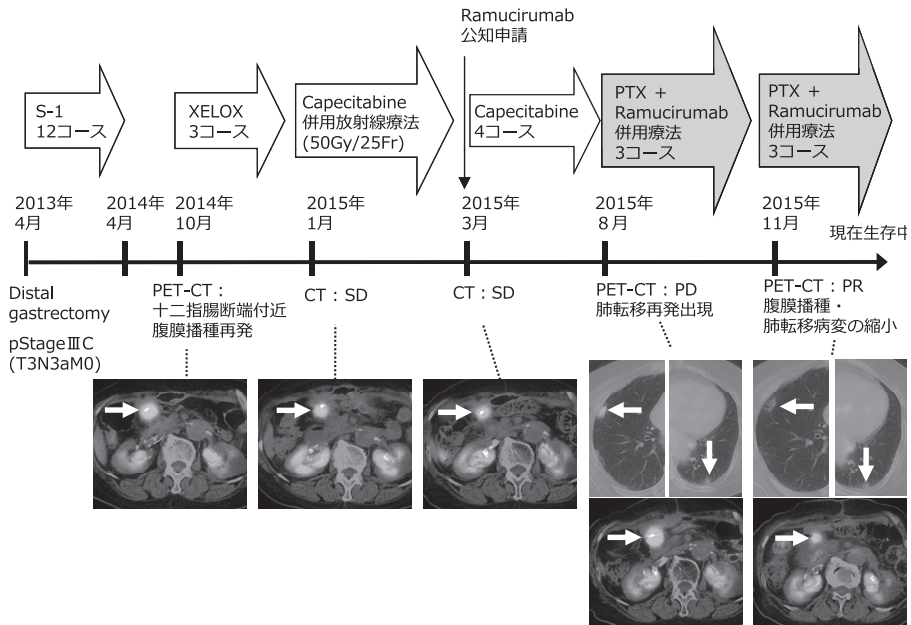 Ramucirumab
公知申請
S-1
12コース
XELOX
3コース
Capecitabine
併用放射線療法
(50Gy/25Fr)
Capecitabine
4コース
PTX +
Ramucirumab
併用療法
3コース
PTX +
Ramucirumab
併用療法
3コース
2013年
4月
2014年
4月
2014年
10月
2015年
1月
2015年
3月
2015年
8月
2015年
11月
現在生存中
Distal
gastrectomy
pStageⅢC
(T3N3aM0)
PET-CT:
十二指腸断端付近
腹膜播種再発
CT:SD
CT:SD
PET-CT:PD
肺転移再発出現
PET-CT:PR
腹膜播種・
肺転移病変の縮小